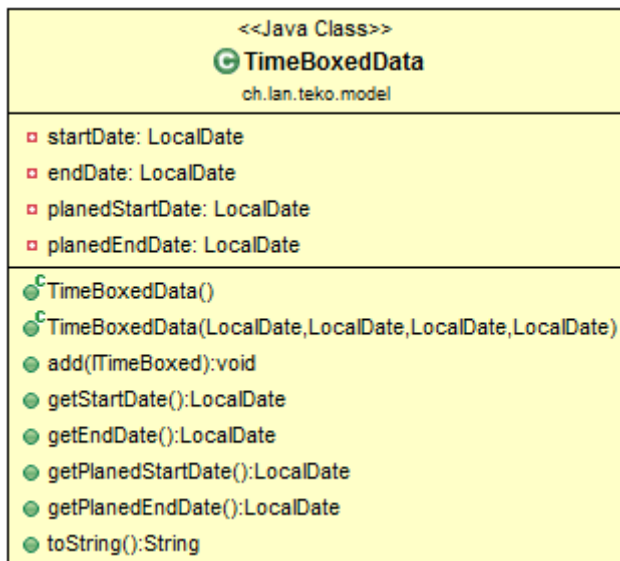 <<Java Class>>
C TimeBoxedData
ch.lan.teko.model
startDate: LocalDate
endDate: LocalDate
planedStartDate: LocalDate
planedEndDate: LocalDate
C TimeBoxedData()
C TimeBoxedData(LocalDate,LocalDate,LocalDate,LocalDate)
add(ITimeBoxed):void
getStartDate():LocalDate
getEndDate():LocalDate
getPlanedStartDate():LocalDate
getPlanedEndDate():LocalDate
toString():String